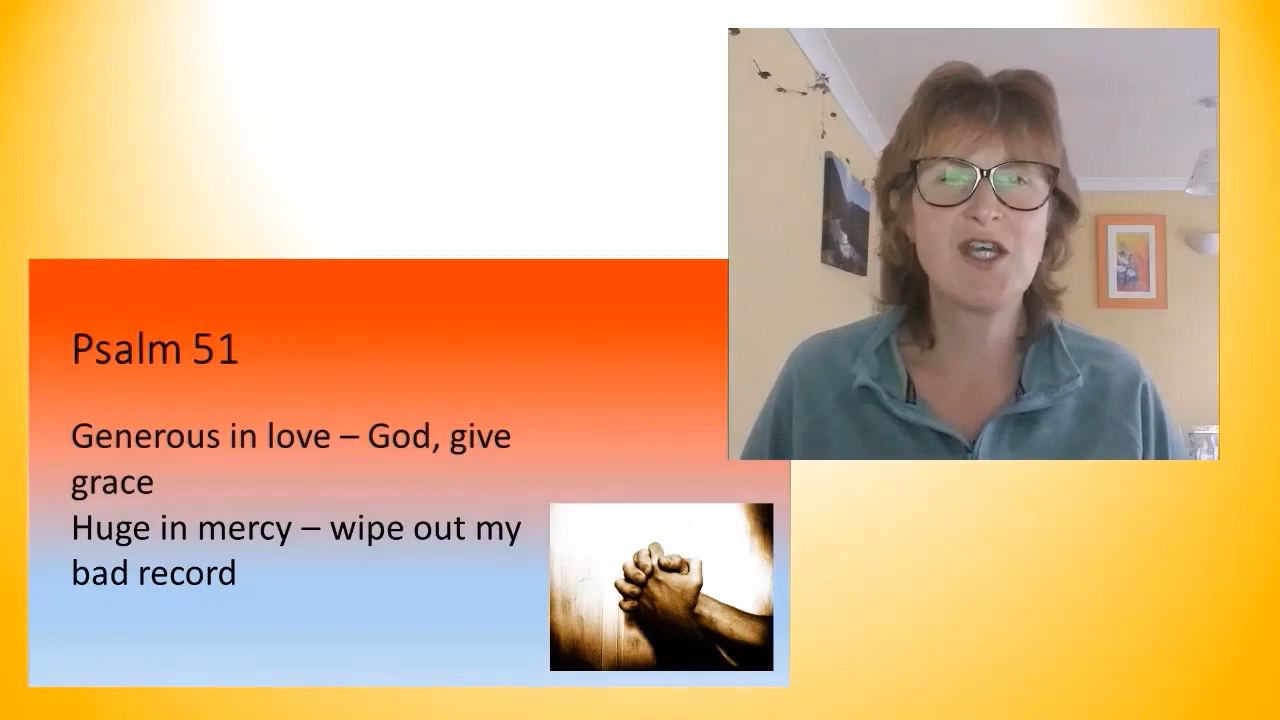 Psalm 51
Generous in love – God, give
grace
Huge in mercy – wipe out my
bad record